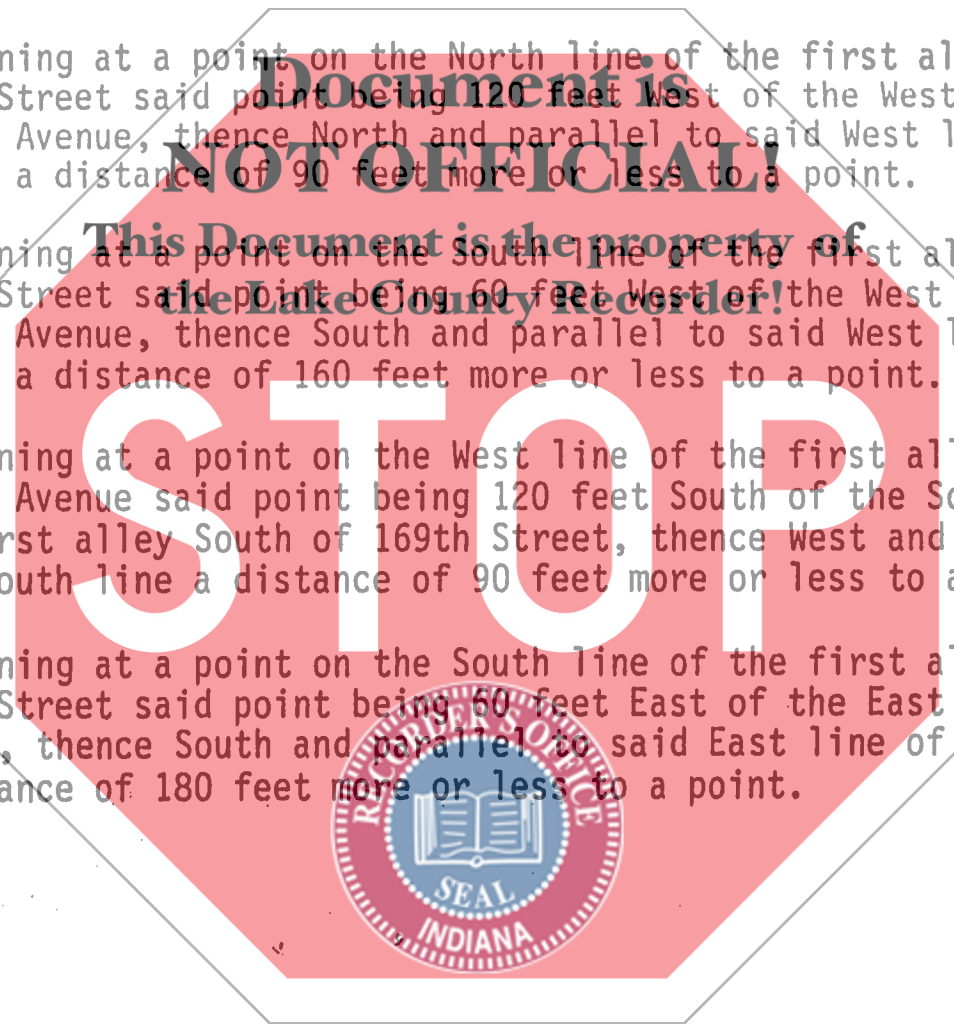 ning at a point on the North line of the first al
Street said point being 120 feet West of the West
Avenue, thence North and parallel to said West l
a distance of 90 feet more or less to a point.
ning at a point on the South line of the first al
Street said point being 60 feet West of the West
Avenue, thence South and parallel to said West l
a distance of 160 feet more or less to a point.
ning at a point on the West line of the first al
Avenue said point being 120 feet South of the So
rst alley South of 169th Street, thence West and
outh line a distance of 90 feet more or less to a
ning at a point on the South line of the first al
Street said point being 60 feet East of the East
, thence South and parallel to said East line of
ance of 180 feet more or less to a point.
Document is
NOT OFFICIAL!
This Document is the property of
the Lake County Recorder!
STOP
RECORDER'S OFFICE
SEAL
INDIANA